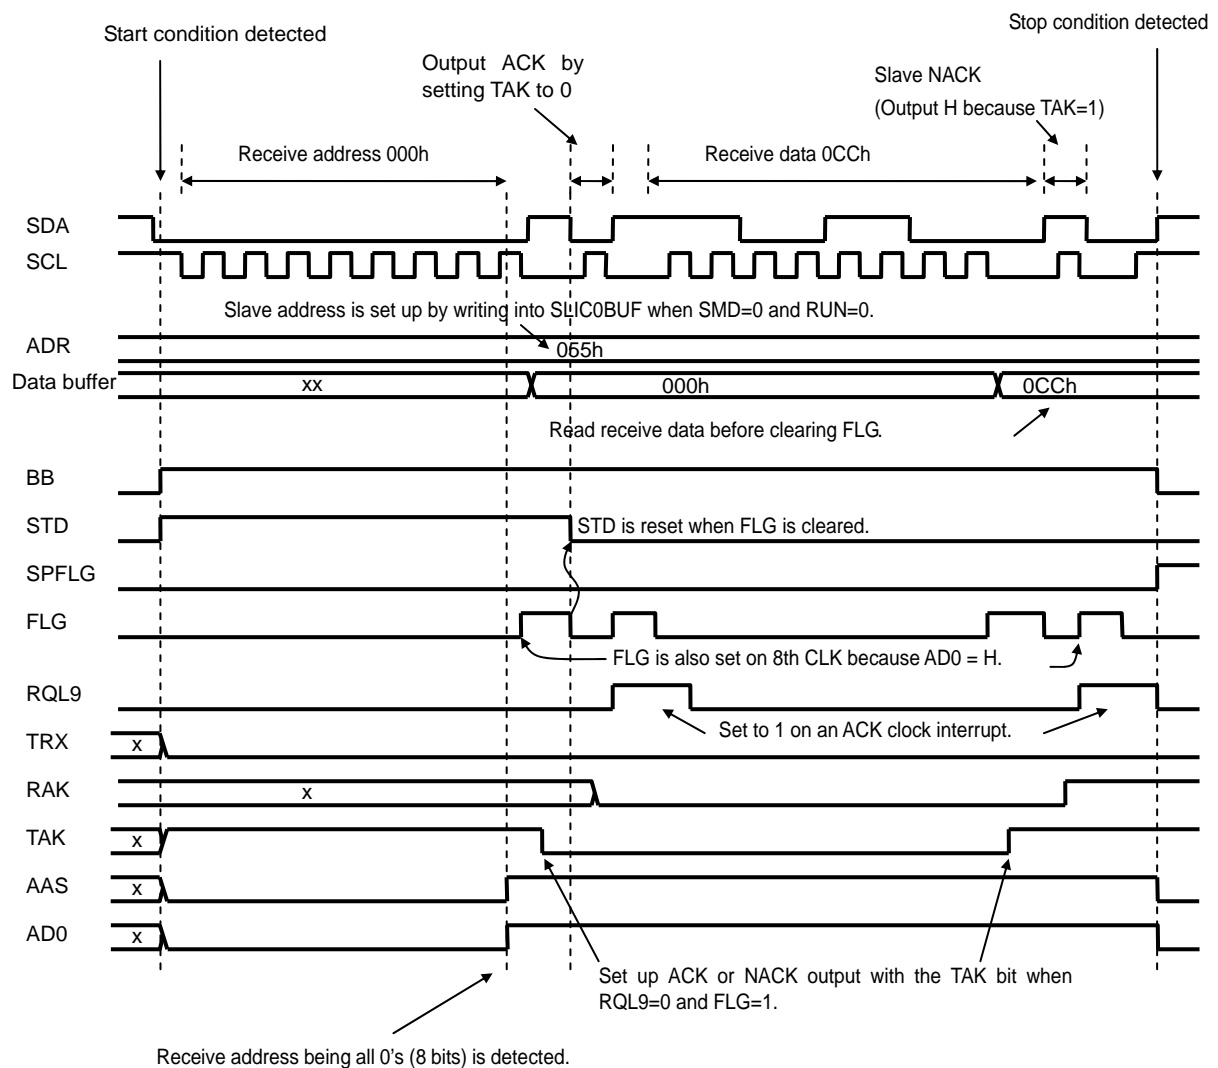 Stop condition detected
Start condition detected
Output ACK by
setting TAK to 0
Slave NACK
(Output H because TAK=1)
Receive address 000h
Receive data 0CCh
SDA
SCL
Slave address is set up by writing into SLIC0BUF when SMD=0 and RUN=0.
ADR
055h
Data buffer
xx
000h
0CCh
Read receive data before clearing FLG.
BB
STD
STD is reset when FLG is cleared.
SPFLG
FLG
FLG is also set on 8th CLK because AD0 = H.
RQL9
Set to 1 on an ACK clock interrupt.
TRX
x
RAK
x
TAK
x
AAS
x
AD0
x
Set up ACK or NACK output with the TAK bit when
RQL9=0 and FLG=1.
Receive address being all 0's (8 bits) is detected.